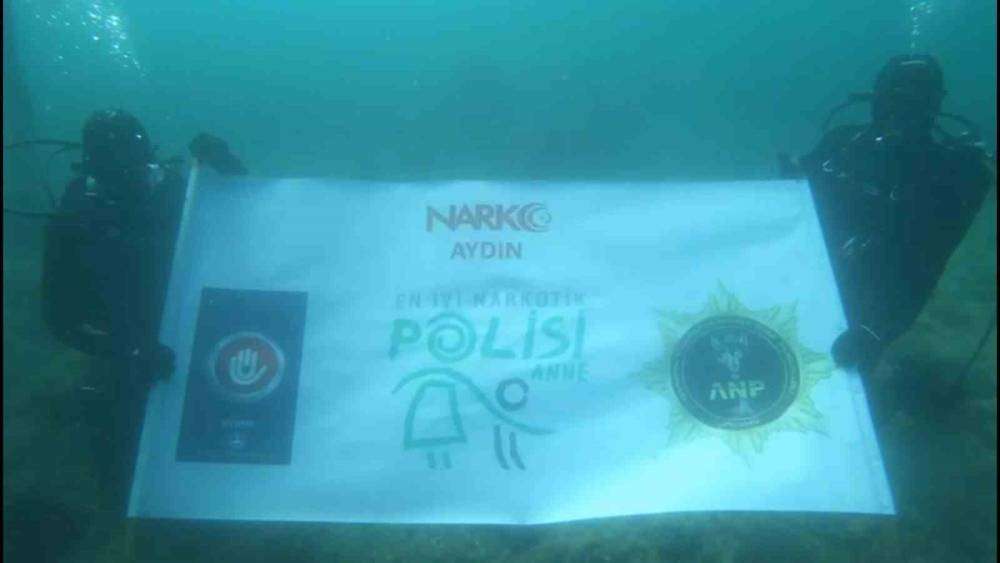 NARKO
AYDIN
EN İYİ NARKOTİK
POLİSİ
ANNE
ANP